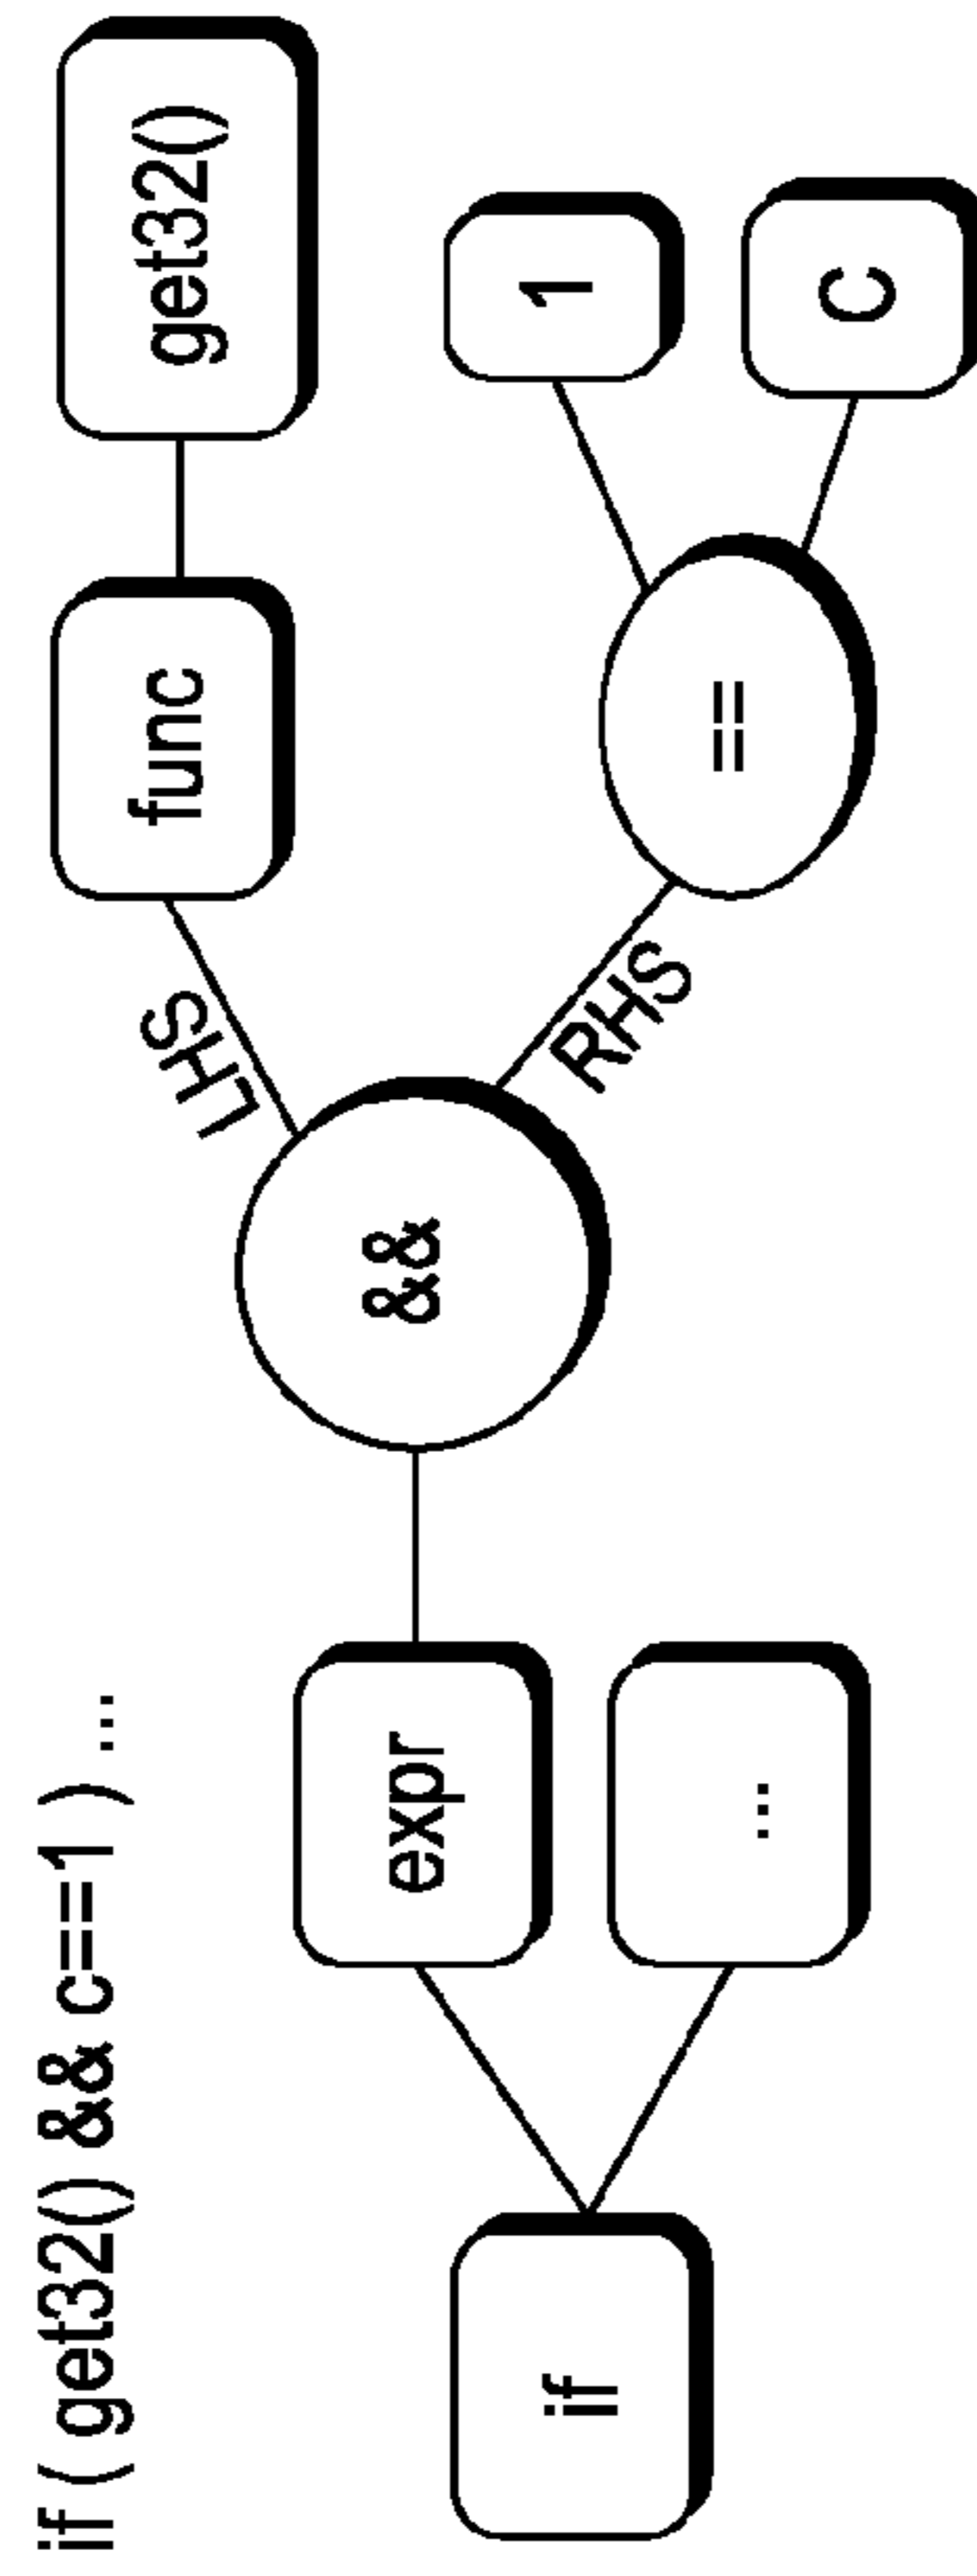 if ( get32() && c==1 ) ...
if
expr
...
&&
LHS
RHS
func
get32()
==
1
C